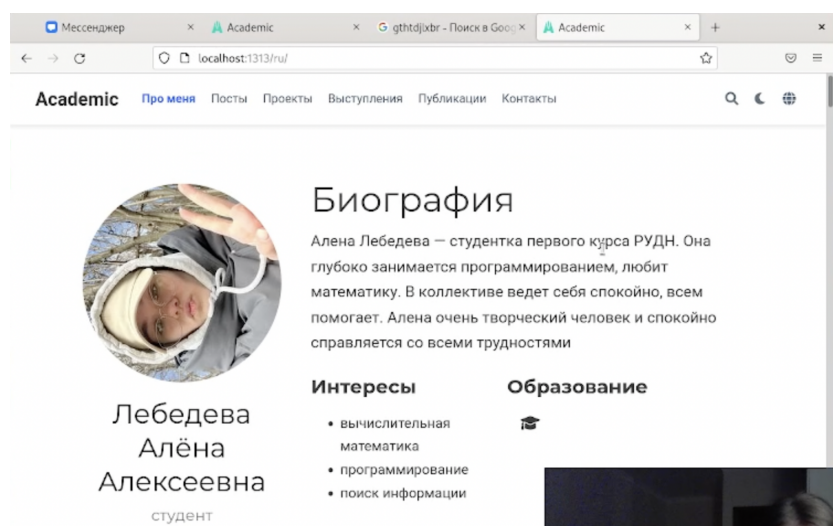 Мессенджер
Academic
gthtdjlxbr - Поиск в Goog
Academic
localhost:1313/ru/
Academic
Про меня
Посты
Проекты
Выступления
Публикации
Контакты
Биография
Алена Лебедева — студентка первого курса РУДН. Она
глубоко занимается программированием, любит
математику. В коллективе ведет себя спокойно, всем
помогает. Алена очень творческий человек и спокойно
справляется со всеми трудностями
Лебедева
Алёна
Алексеевна
студент
Интересы
• вычислительная
математика
• программирование
• поиск информации
Образование